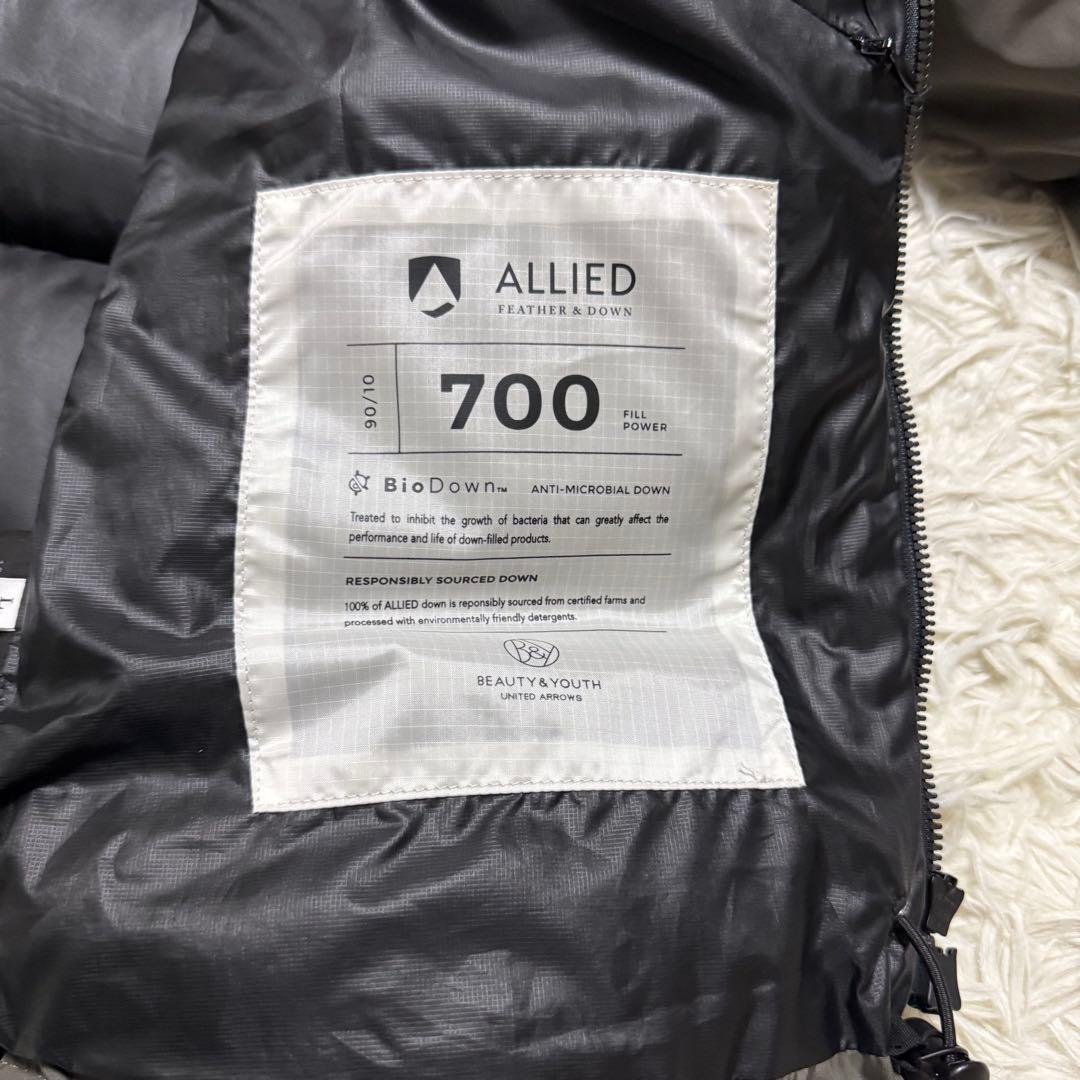 ALLIED
FEATHER & DOWN
90/10
700
FILL
POWER
BioDown™
ANTI-MICROBIAL DOWN
Treated to inhibit the growth of bacteria that can greatly affect the
performance and life of down-filled products.
RESPONSIBLY SOURCED DOWN
100% of ALLIED down is reponsibly sourced from certified farms and
processed with environmentally friendly detergents.
B&Y
BEAUTY & YOUTH
UNITED ARROWS